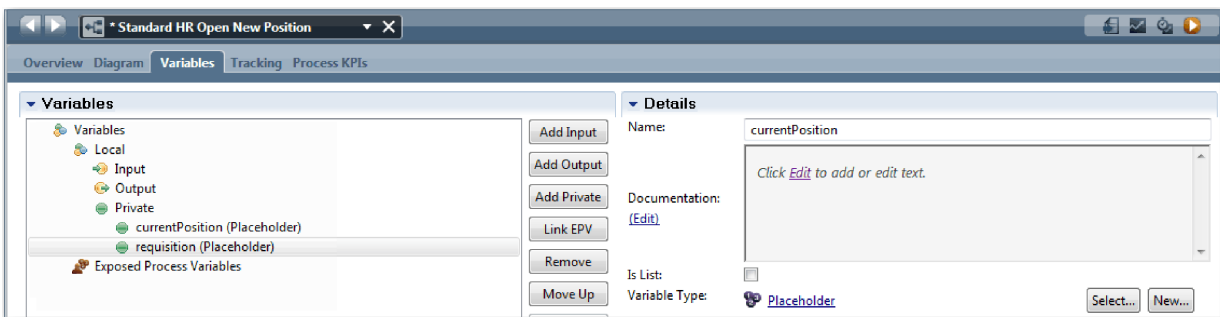 * Standard HR Open New Position
Overview Diagram Variables Tracking Process KPIs
Variables
Variables
Local
Input
Output
Private
currentPosition (Placeholder)
requisition (Placeholder)
Exposed Process Variables
Add Input
Add Output
Add Private
Link EPV
Remove
Move Up
Details
Name: currentPosition
Click Edit to add or edit text.
Documentation:
(Edit)
Is List:
Variable Type: Placeholder Select... New...